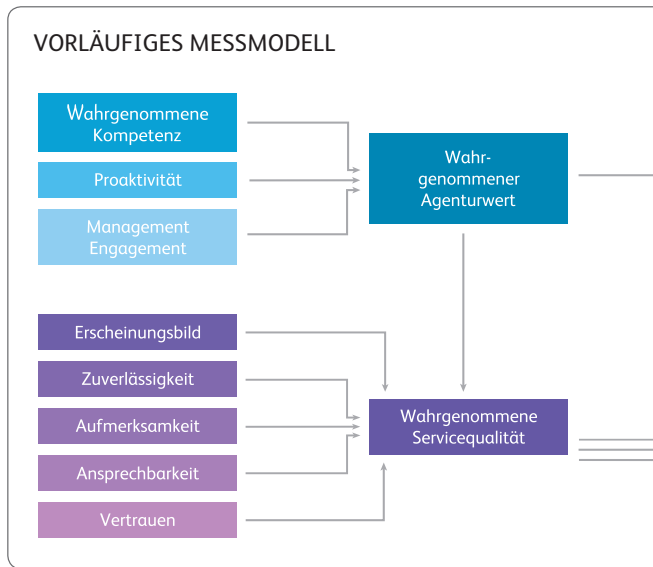 VORLÄUFIGES MESSMODELL
Wahrgenommene
Kompetenz
Proaktivität
Management
Engagement
Wahr-
genommener
Agenturwert
Erscheinungsbild
Zuverlässigkeit
Aufmerksamkeit
Ansprechbarkeit
Vertrauen
Wahrgenommene
Servicequalität